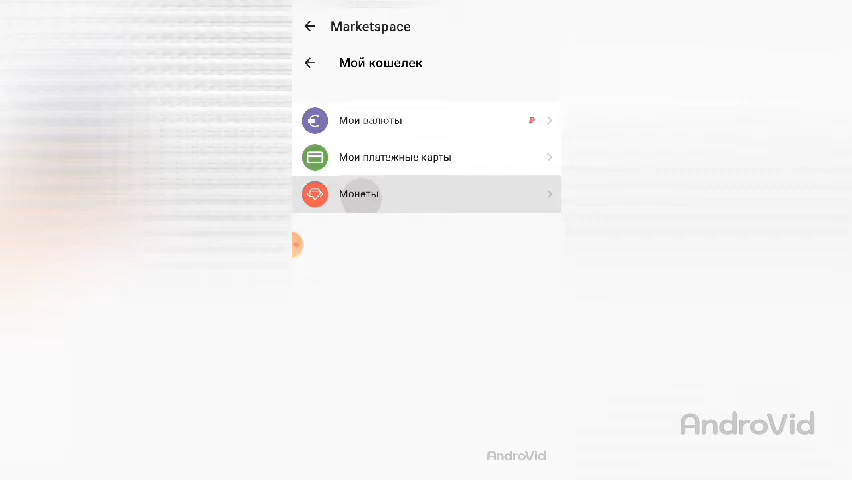 Marketspace
Мой кошелек
Мои валюты
Мои платежные карты
Монеты
AndroVid
AndroVid